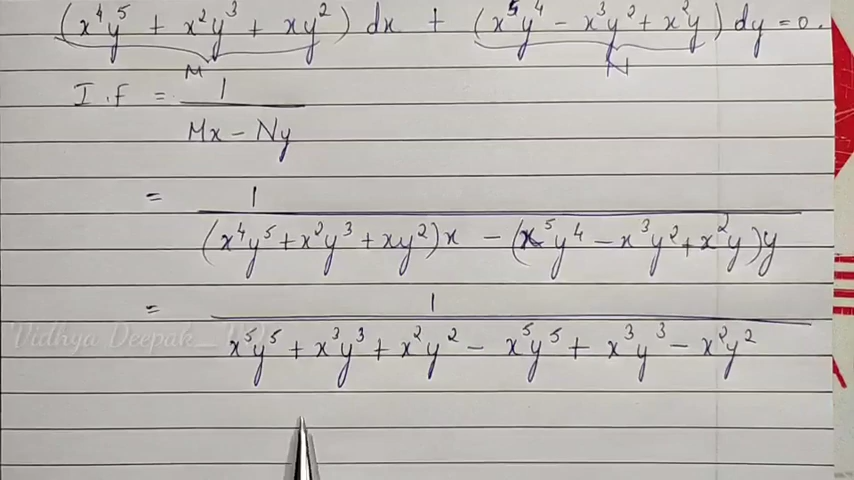 (x⁴y⁵ + x²y³ + xy²) dx + (x⁵y⁴ - x³y² + x²y) dy = 0.
M N
I.F = 1 / (Mx - Ny)
= 1 / ((x⁴y⁵ + x²y³ + xy²)x - (x⁵y⁴ - x³y² + x²y)y)
= 1 / (x⁵y⁵ + x³y³ + x²y² - x⁵y⁵ + x³y³ - x²y²)
Vidhya Deepak_